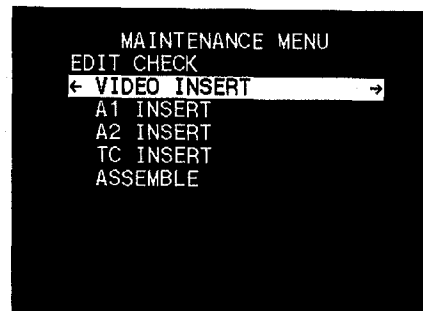 MAINTENANCE MENU
EDIT CHECK
← VIDEO INSERT →
A1 INSERT
A2 INSERT
TC INSERT
ASSEMBLE